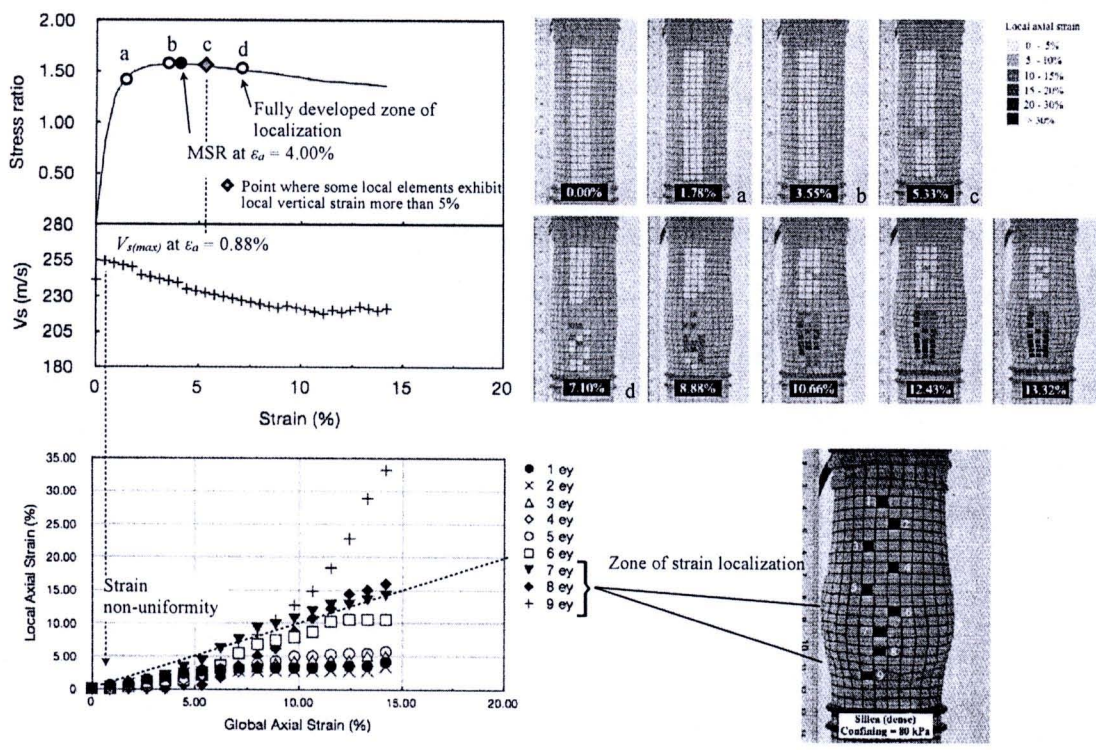 2.00
1.50
1.00
0.50
0.00
Stress ratio
a
b
c
d
Fully developed zone of
localization
MSR at εa = 4.00%
Point where some local elements exhibit
local vertical strain more than 5%
280
255
230
205
180
Vs (m/s)
Vs(max) at εa = 0.88%
0
5
10
15
20
Strain (%)
Local axial strain
0 - 5%
5 - 10%
10 - 15%
15 - 20%
20 - 30%
> 30%
0.00%
1.78%
a
3.55%
b
5.33%
c
7.10%
d
8.88%
10.66%
12.43%
13.32%
35.00
30.00
25.00
20.00
15.00
10.00
5.00
0
Local Axial Strain (%)
Strain
non-uniformity
0
5.00
10.00
15.00
20.00
Global Axial Strain (%)
1 ey
2 ey
3 ey
4 ey
5 ey
6 ey
7 ey
8 ey
9 ey
Zone of strain localization
9
Silica (dense)
Confining = 80 kPa